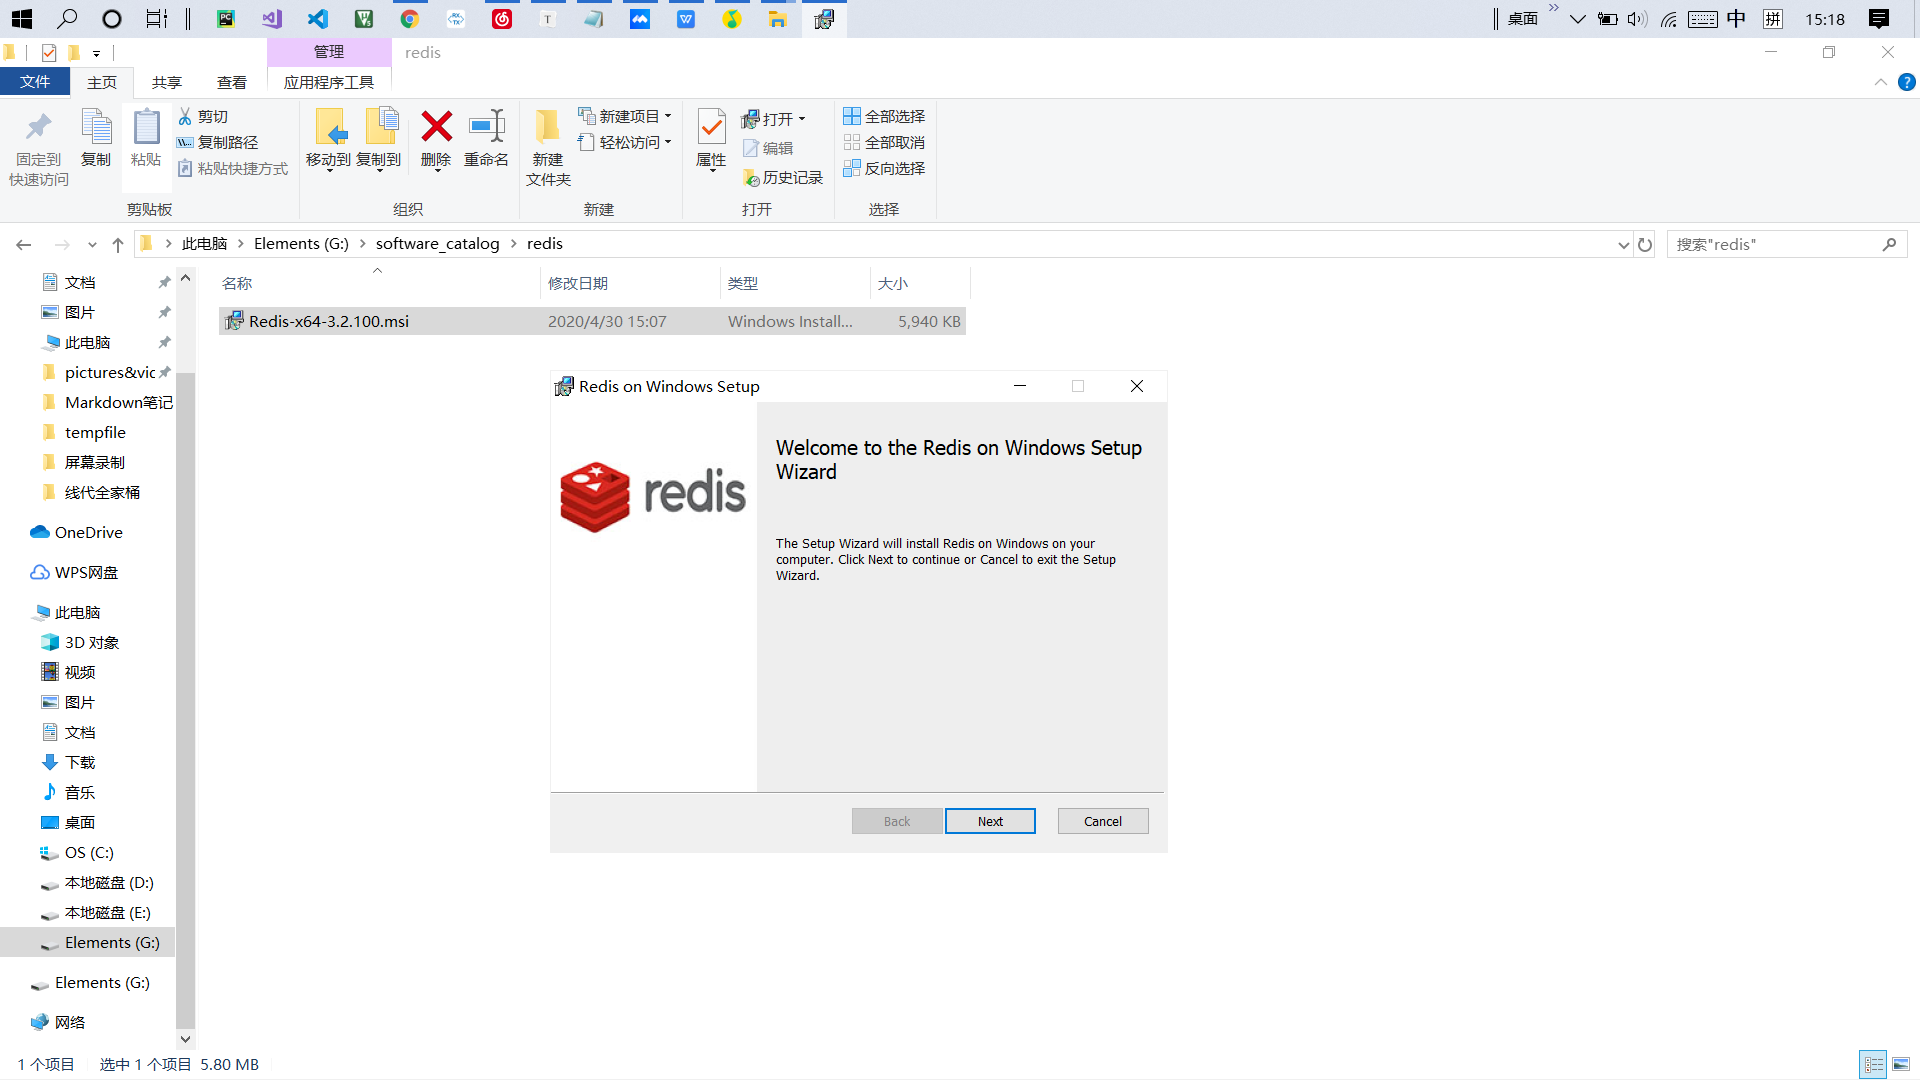 桌面
中
拼
15:18
管理
redis
文件
主页
共享
查看
应用程序工具
固定到
快速访问
复制
粘贴
剪切
复制路径
粘贴快捷方式
剪贴板
移动到
复制到
删除
重命名
组织
新建
文件夹
新建项目
轻松访问
新建
属性
打开
编辑
历史记录
打开
全部选择
全部取消
反向选择
选择
此电脑 > Elements (G:) > software_catalog > redis
搜索"redis"
名称
修改日期
类型
大小
Redis-x64-3.2.100.msi
2020/4/30 15:07
Windows Install...
5,940 KB
文档
图片
此电脑
pictures&vic
Markdown笔记
tempfile
屏幕录制
线代全家桶
OneDrive
WPS网盘
此电脑
3D 对象
视频
图片
文档
下载
音乐
桌面
OS (C:)
本地磁盘 (D:)
本地磁盘 (E:)
Elements (G:)
Elements (G:)
网络
Redis on Windows Setup
redis
Welcome to the Redis on Windows Setup
Wizard
The Setup Wizard will install Redis on Windows on your
computer. Click Next to continue or Cancel to exit the Setup
Wizard.
Back
Next
Cancel
1 个项目
选中 1 个项目 5.80 MB